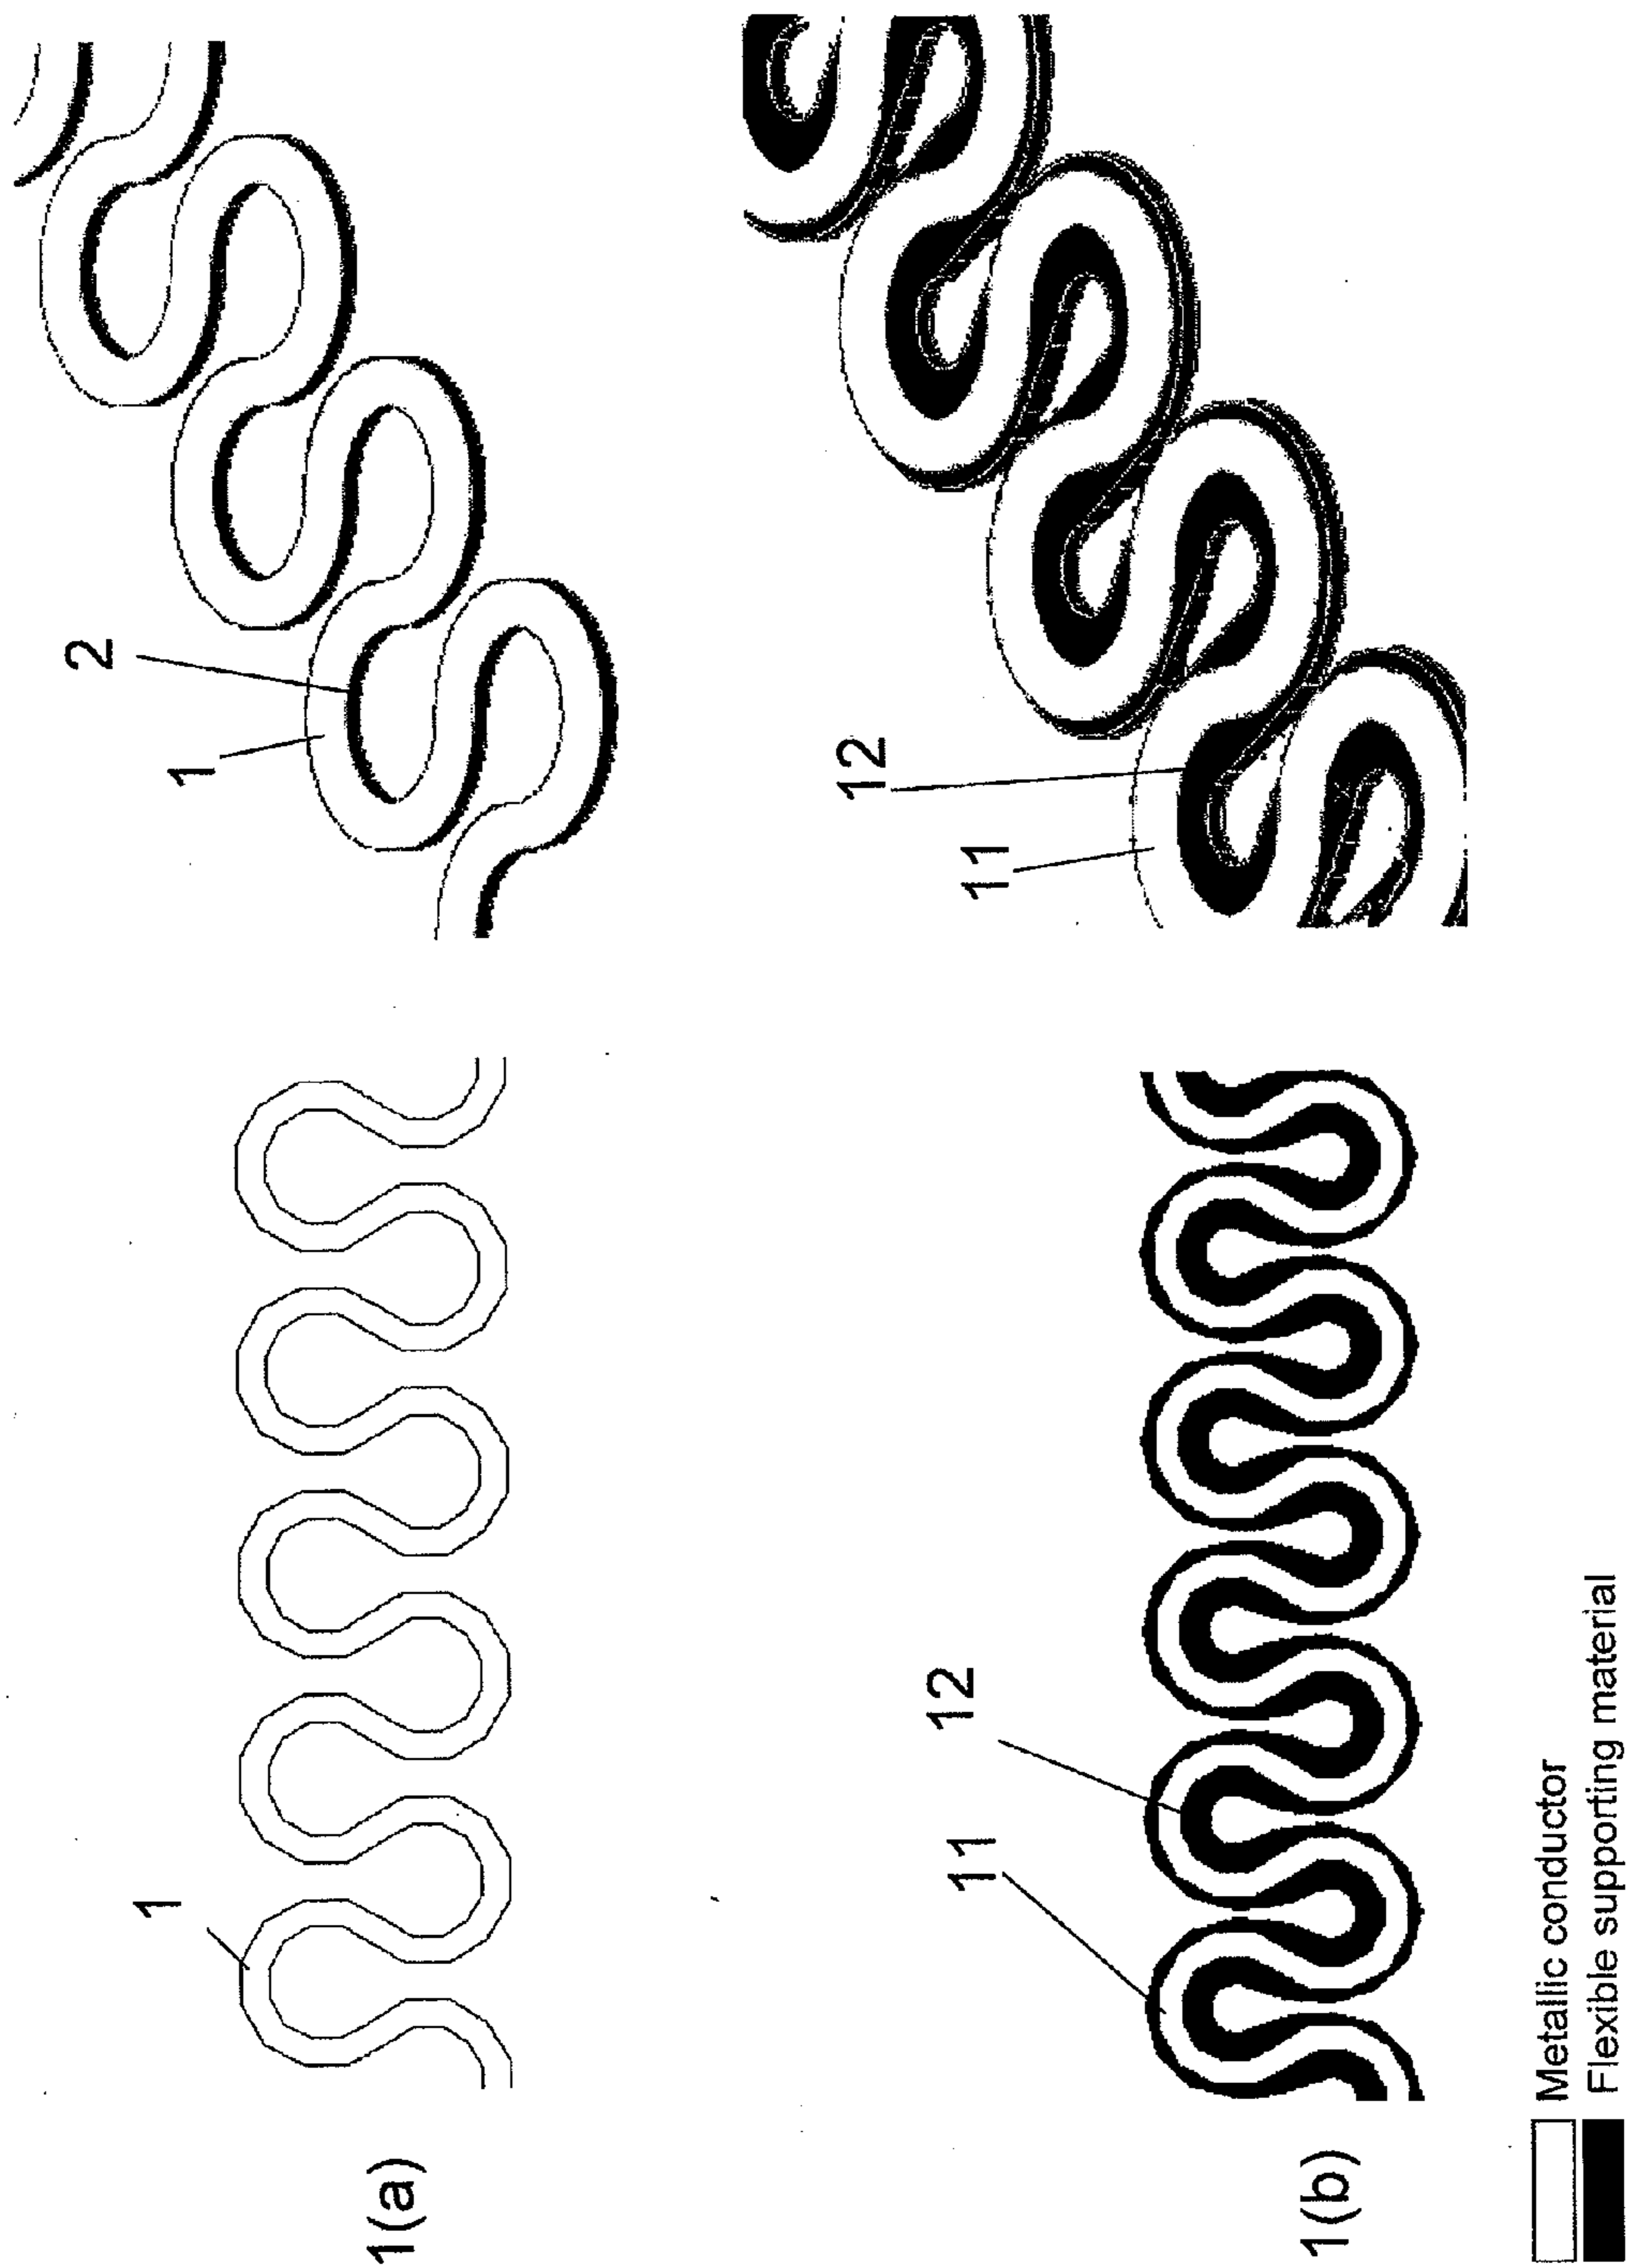 1
2
1
1(a)
11
12
11
12
1(b)
Metallic conductor
Flexible supporting material